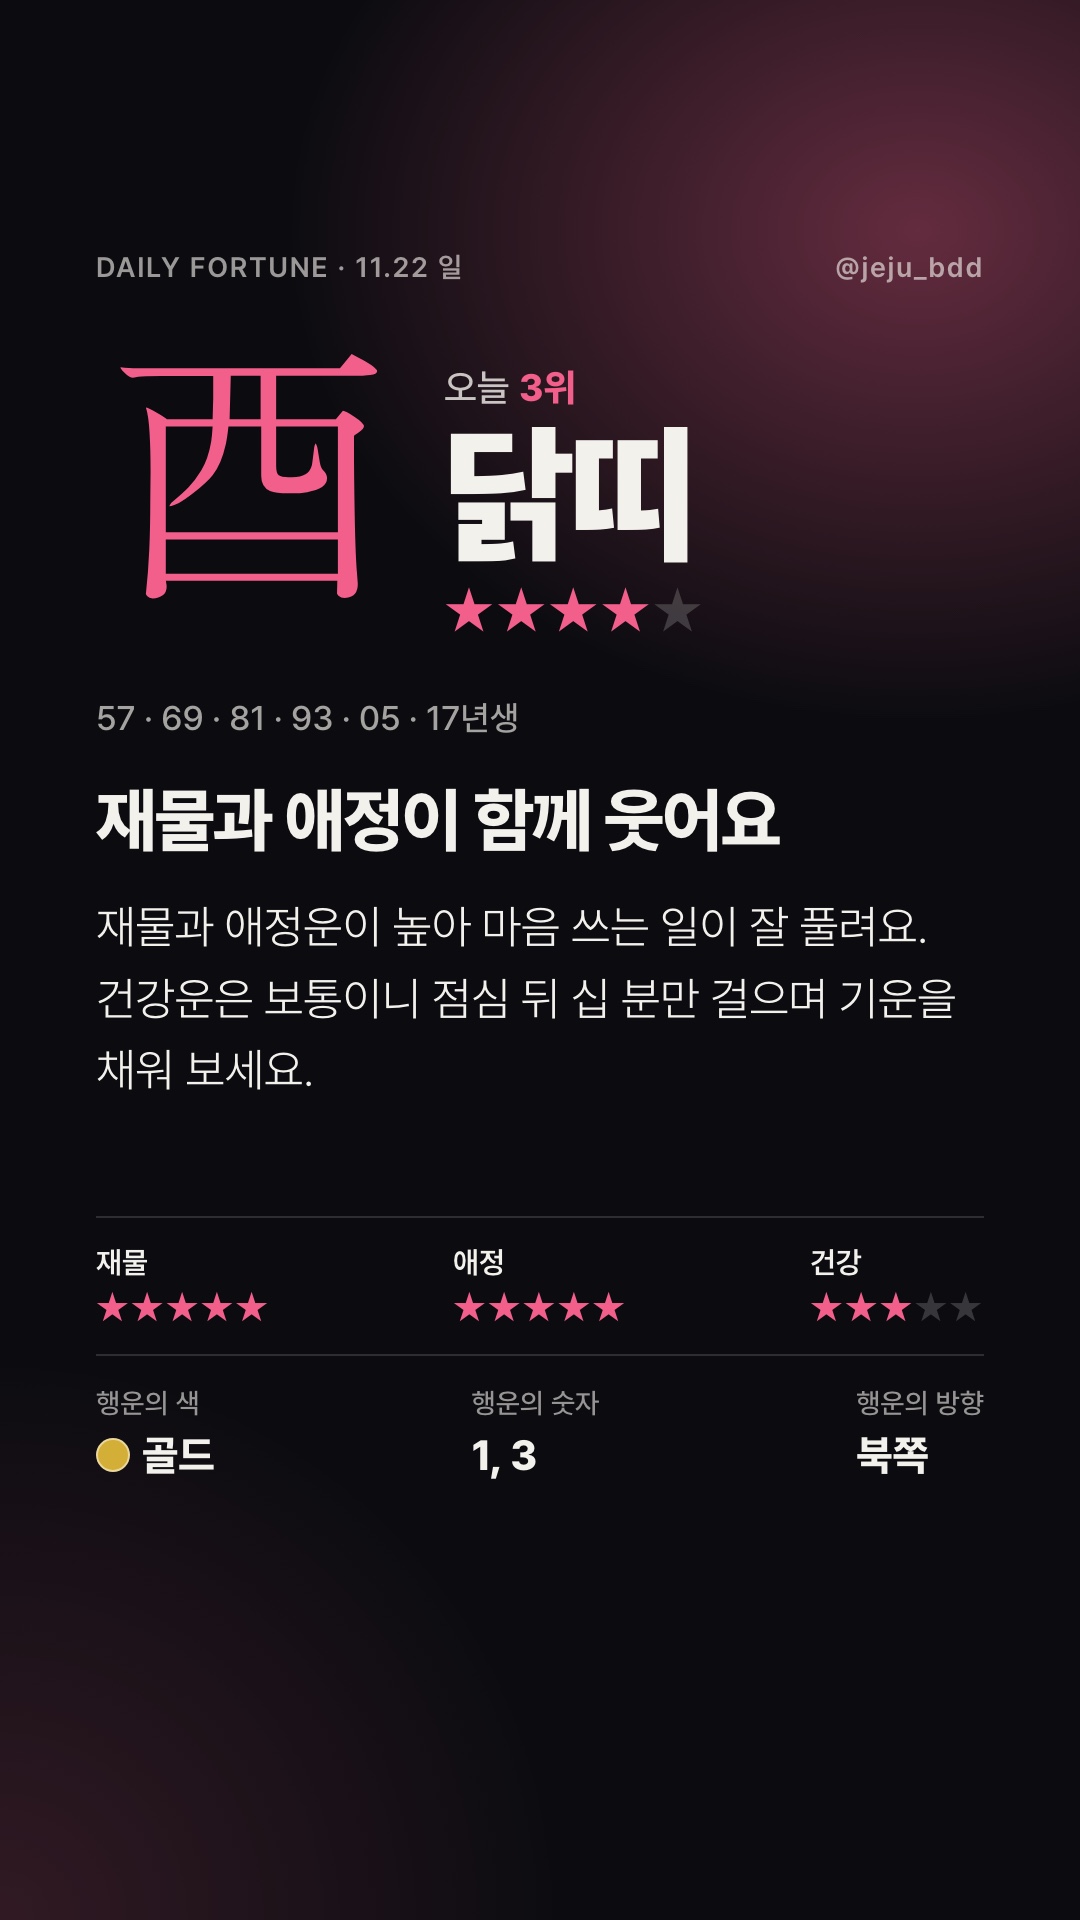 DAILY FORTUNE · 11.22 일
@jeju_bdd
酉
오늘 3위
닭띠
★★★★★
57 · 69 · 81 · 93 · 05 · 17년생
재물과 애정이 함께 웃어요
재물과 애정운이 높아 마음 쓰는 일이 잘 풀려요.
건강운은 보통이니 점심 뒤 십 분만 걸으며 기운을
채워 보세요.
재물 애정 건강
★★★★★ ★★★★★ ★★★★★
행운의 색 행운의 숫자 행운의 방향
골드 1, 3 북쪽